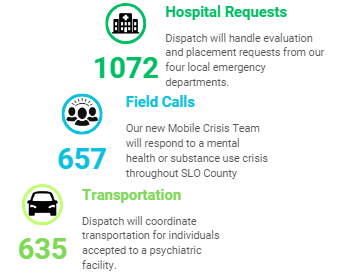 Hospital Requests
Dispatch will handle evaluation
and placement requests from our
four local emergency
departments.
1072
Field Calls
Our new Mobile Crisis Team
will respond to a mental
health or substance use crisis
throughout SLO County
657
Transportation
Dispatch will coordinate
transportation for individuals
accepted to a psychiatric
facility.
635